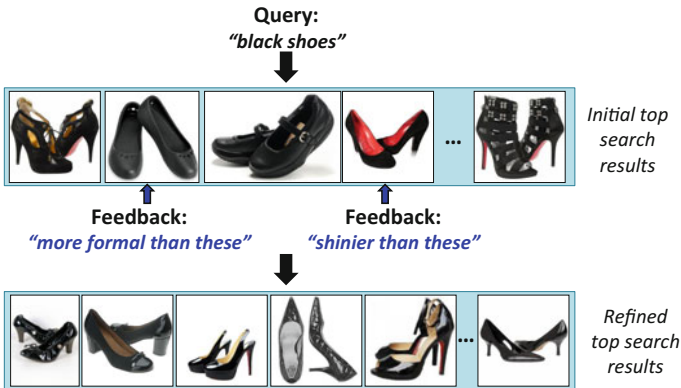 Query:
“black shoes”
...
Initial top
search
results
Feedback:
“more formal than these”
Feedback:
“shinier than these”
...
Refined
top search
results